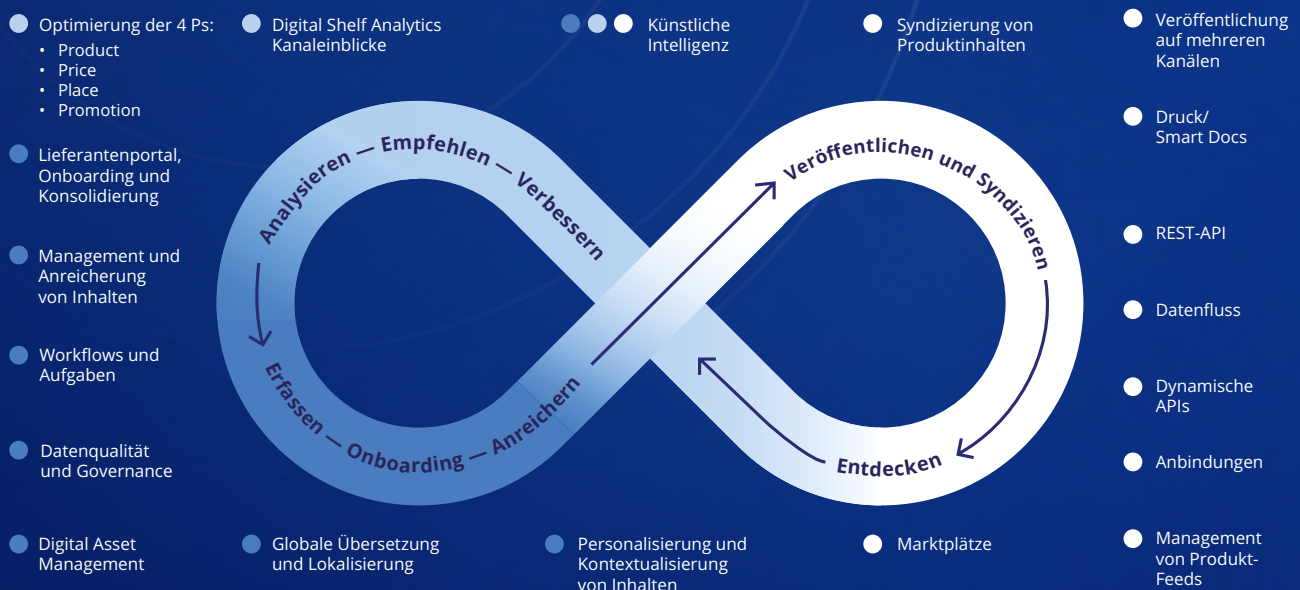 Optimierung der 4 Ps:
• Product
• Price
• Place
• Promotion
Digital Shelf Analytics
Kanaleinblicke
Künstliche
Intelligenz
Syndizierung von
Produktinhalten
Veröffentlichung
auf mehreren
Kanälen
Lieferantenportal,
Onboarding und
Konsolidierung
Management und
Anreicherung
von Inhalten
Workflows und
Aufgaben
Datenqualität
und Governance
Digital Asset
Management
Analysieren — Empfehlen — Verbessern
Erfassen — Onboarding — Anreichern
Veröffentlichen und Syndizieren
Entdecken
Druck/
Smart Docs
REST-API
Datenfluss
Dynamische
APIs
Anbindungen
Globale Übersetzung
und Lokalisierung
Personalisierung und
Kontextualisierung
von Inhalten
Marktplätze
Management
von Produkt-
Feeds